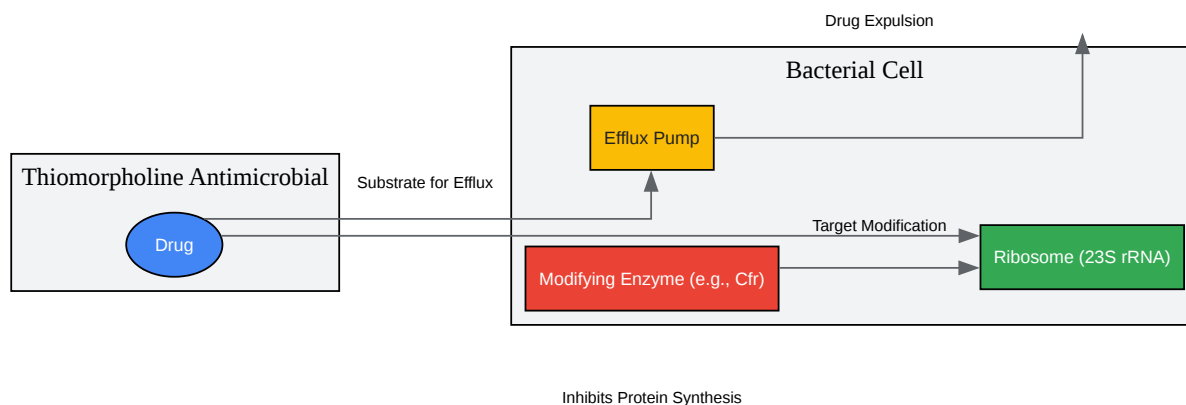 Drug Expulsion
Bacterial Cell
Efflux Pump
Thiomorpholine Antimicrobial
Substrate for Efflux
Target Modification
Drug
Ribosome (23S rRNA)
Modifying Enzyme (e.g., Cfr)
Inhibits Protein Synthesis